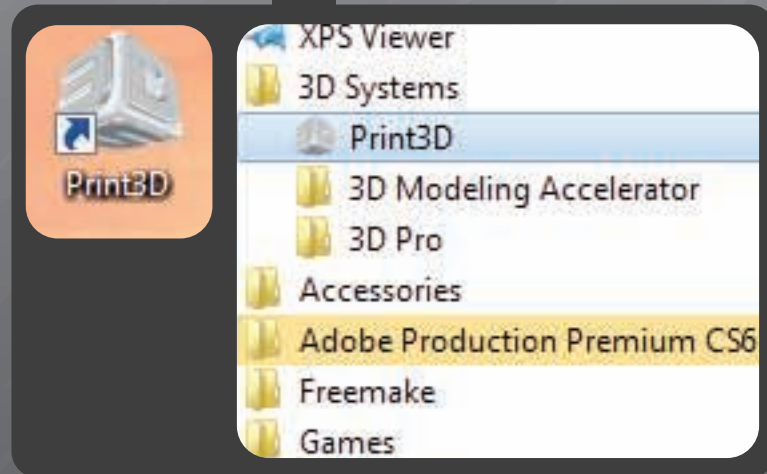 Print3D
XPS Viewer
3D Systems
Print3D
3D Modeling Accelerator
3D Pro
Accessories
Adobe Production Premium CS6
Freemake
Games